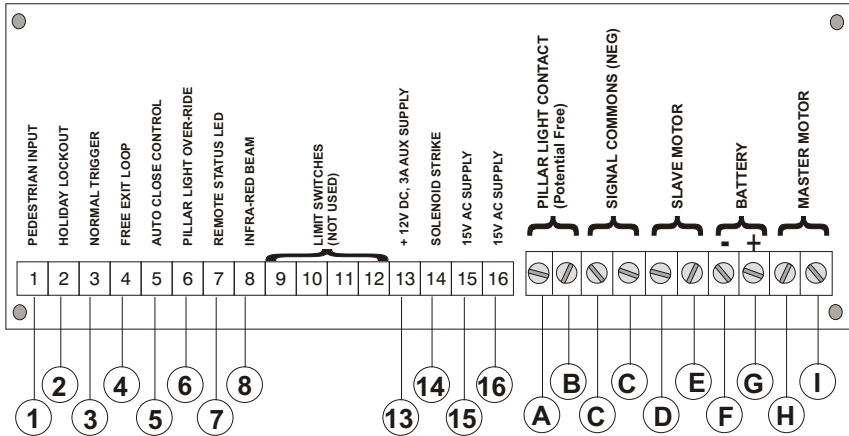 PEDESTRIAN INPUT
HOLIDAY LOCKOUT
NORMAL TRIGGER
FREE EXIT LOOP
AUTO CLOSE CONTROL
PILLAR LIGHT OVER-RIDE
REMOTE STATUS LED
INFRA-RED BEAM
LIMIT SWITCHES
(NOT USED)
+ 12V DC, 3A AUX SUPPLY
SOLENOID STRIKE
15V AC SUPPLY
15V AC SUPPLY
PILLAR LIGHT CONTACT
(Potential Free)
SIGNAL COMMONS (NEG)
SLAVE MOTOR
BATTERY
- +
MASTER MOTOR
1 2 3 4 5 6 7 8 9 10 11 12 13 14 15 16
2 4 6 8 14 16 B C E G I
1 3 5 7 13 15 A C D F H